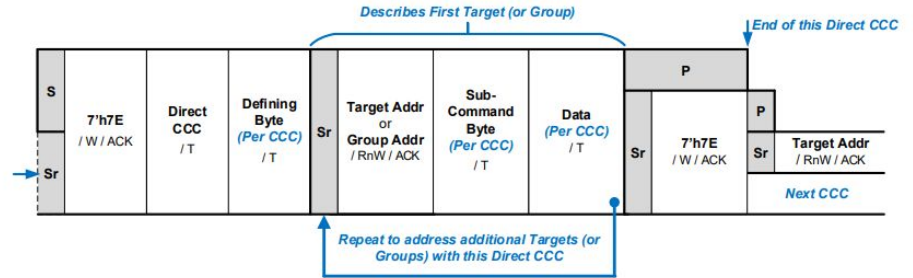 Describes First Target (or Group)
End of this Direct CCC
S
Sr
7'h7E
/ W / ACK
Direct
CCC
/ T
Defining
Byte
(Per CCC)
/ T
Sr
Target Addr
or
Group Addr
/ RnW / ACK
Sub-
Command
Byte
(Per CCC)
/ T
Data
(Per CCC)
/ T
P
Sr
7'h7E
/ W / ACK
P
Sr
Target Addr
/ RnW / ACK
Next CCC
Repeat to address additional Targets (or
Groups) with this Direct CCC